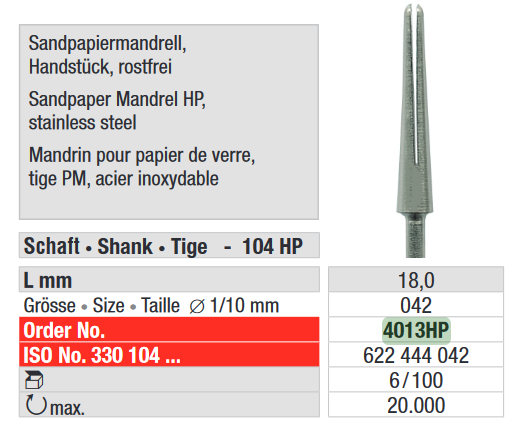 Sandpapiermandrell,
Handstück, rostfrei
Sandpaper Mandrel HP,
stainless steel
Mandrin pour papier de verre,
tige PM, acier inoxydable
Schaft • Shank • Tige - 104 HP
L mm 18,0
Grösse • Size • Taille ∅ 1/10 mm 042
Order No. 4013HP
ISO No. 330 104 ... 622 444 042
6/100
max. 20.000